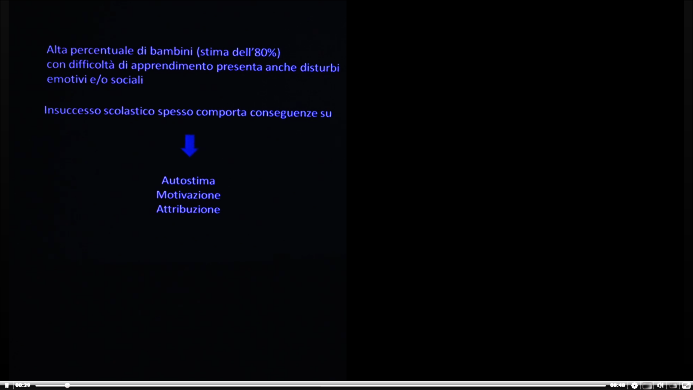 Alta percentuale di bambini (stima dell'80%)
con difficoltà di apprendimento presenta anche disturbi
emotivi e/o sociali
Insuccesso scolastico spesso comporta conseguenze su
Autostima
Motivazione
Attribuzione